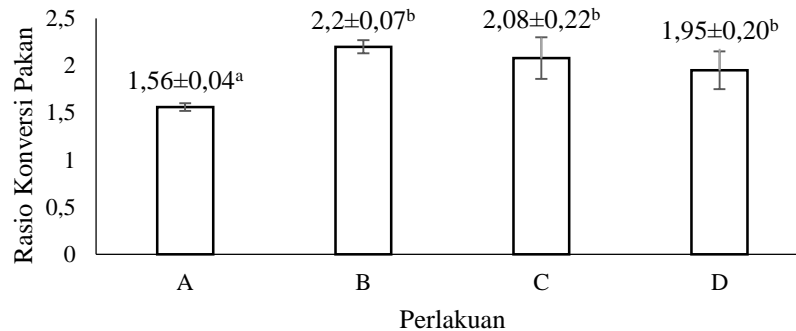 Rasio Konversi Pakan
2,5
2
1,5
1
0,5
0
1,56±0,04ᵃ
2,2±0,07ᵇ
2,08±0,22ᵇ
1,95±0,20ᵇ
A B C D
Perlakuan